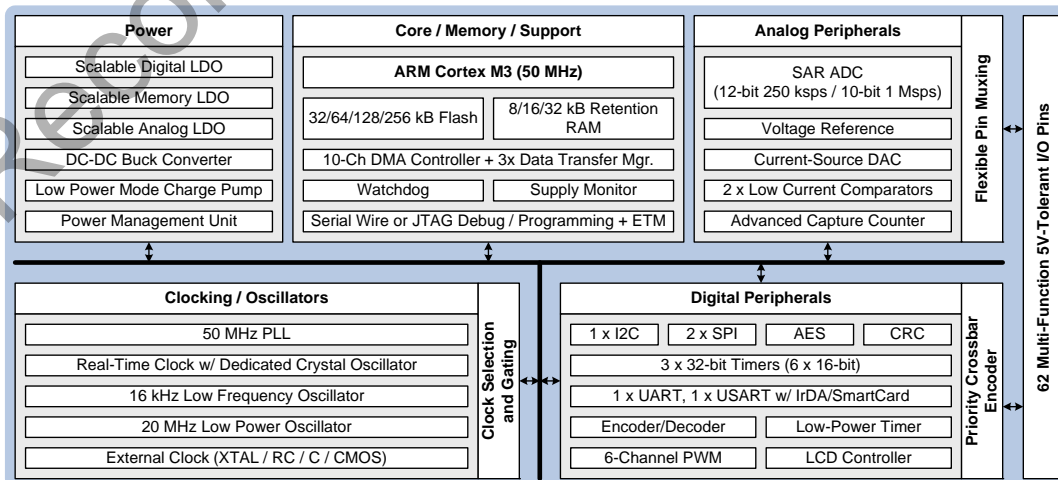 Power
Scalable Digital LDO
Scalable Memory LDO
Scalable Analog LDO
DC-DC Buck Converter
Low Power Mode Charge Pump
Power Management Unit
Core / Memory / Support
ARM Cortex M3 (50 MHz)
32/64/128/256 kB Flash
8/16/32 kB Retention
RAM
10-Ch DMA Controller + 3x Data Transfer Mgr.
Watchdog
Supply Monitor
Serial Wire or JTAG Debug / Programming + ETM
Analog Peripherals
SAR ADC
(12-bit 250 ksps / 10-bit 1 Msps)
Voltage Reference
Current-Source DAC
2 x Low Current Comparators
Advanced Capture Counter
Flexible Pin Muxing
62 Multi-Function 5V-Tolerant I/O Pins
Clocking / Oscillators
50 MHz PLL
Real-Time Clock w/ Dedicated Crystal Oscillator
16 kHz Low Frequency Oscillator
20 MHz Low Power Oscillator
External Clock (XTAL / RC / C / CMOS)
Clock Selection
and Gating
Digital Peripherals
1 x I2C
2 x SPI
AES
CRC
3 x 32-bit Timers (6 x 16-bit)
1 x UART, 1 x USART w/ IrDA/SmartCard
Encoder/Decoder
Low-Power Timer
6-Channel PWM
LCD Controller
Priority Crossbar
Encoder